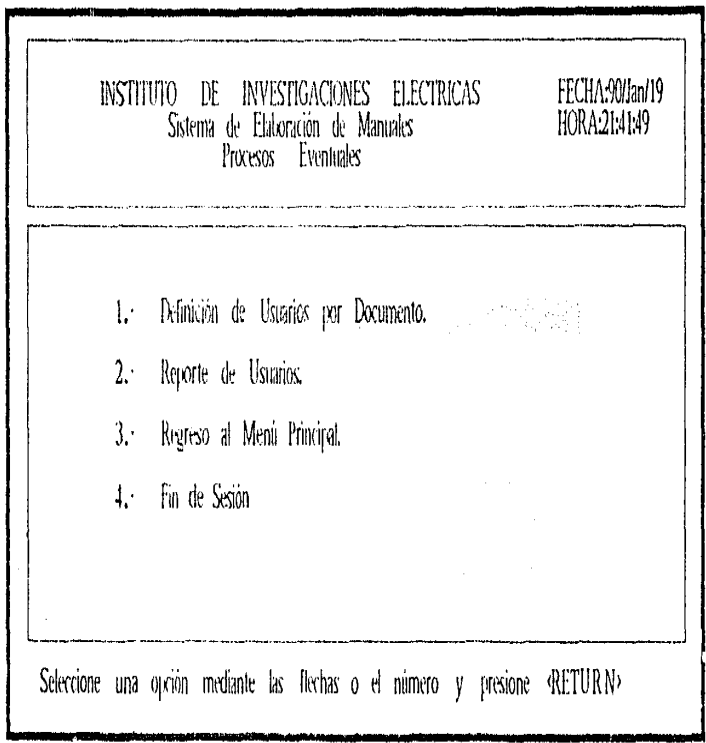 INSTITUTO DE INVESTIGACIONES ELECTRICAS FECHA:90/Jan/19
Sistema de Elaboración de Manuales HORA:21:41:49
Procesos Eventuales
1.- Definición de Usuarios por Documento.
2.- Reporte de Usuarios.
3.- Regreso al Menú Principal.
4.- Fin de Sesión
Seleccione una opción mediante las flechas o el número y presione <RETURN>